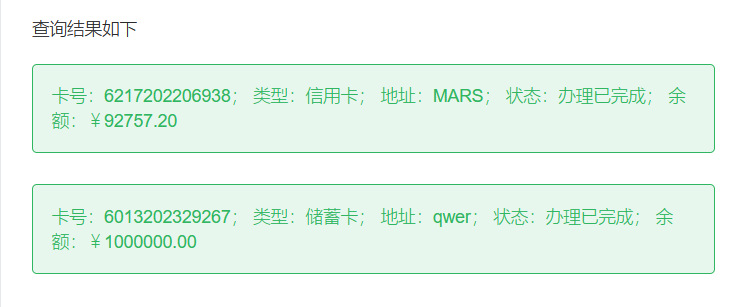 查询结果如下
卡号：6217202206938； 类型：信用卡； 地址：MARS； 状态：办理已完成； 余
额：￥92757.20
卡号：6013202329267； 类型：储蓄卡； 地址：qwer； 状态：办理已完成； 余
额：￥1000000.00